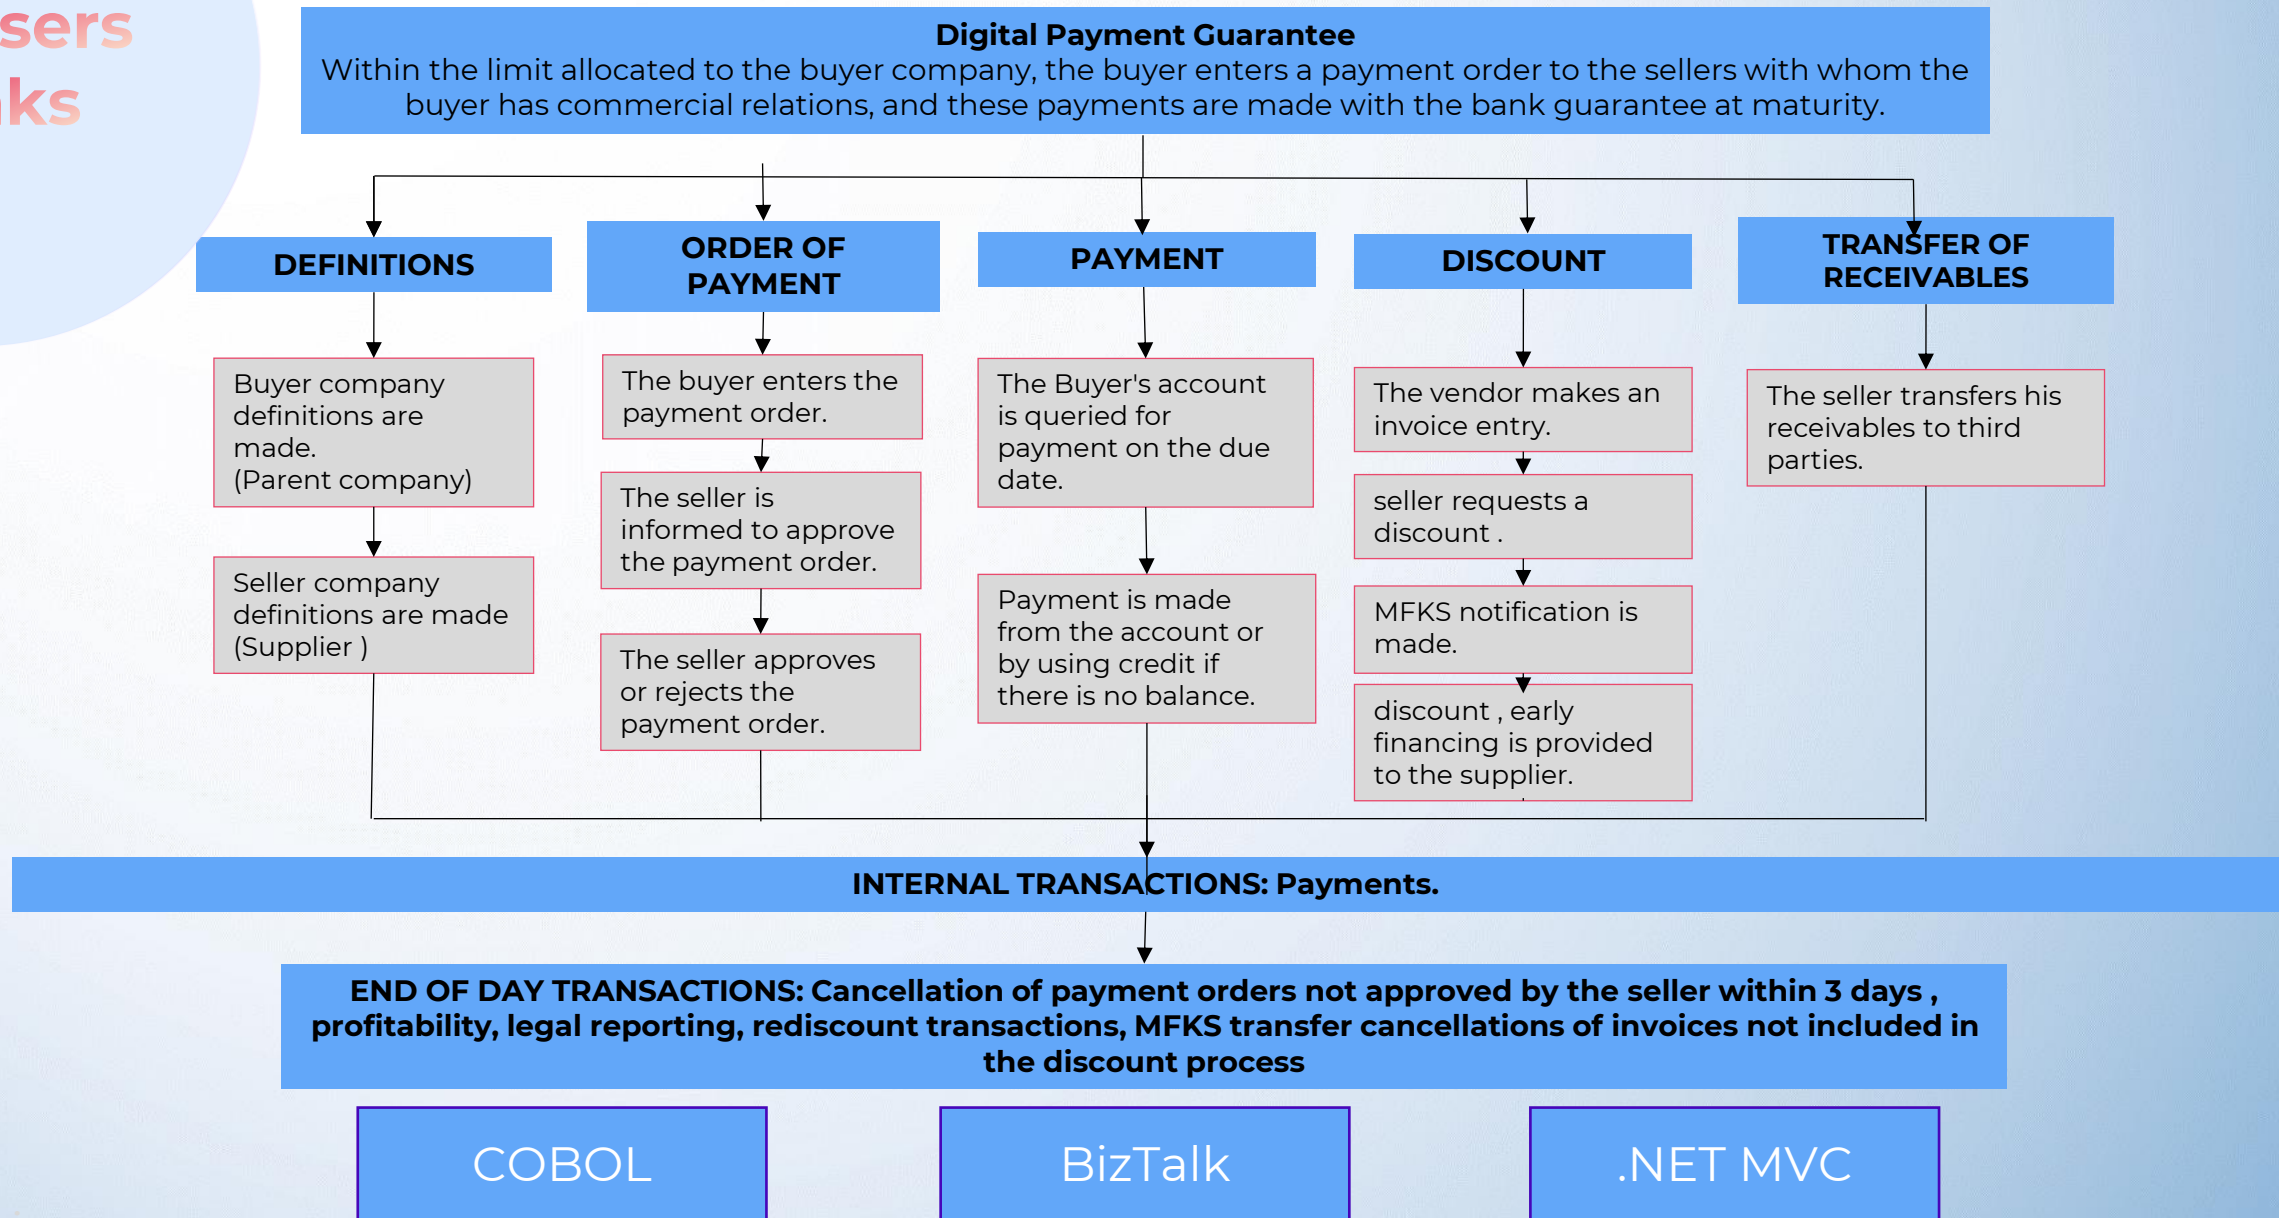 Digital Payment Guarantee
Within the limit allocated to the buyer company, the buyer enters a payment order to the sellers with whom the
buyer has commercial relations, and these payments are made with the bank guarantee at maturity.
DEFINITIONS
Buyer company
definitions are
made.
(Parent company)
Seller company
definitions are made
(Supplier )
ORDER OF
PAYMENT
The buyer enters the
payment order.
The seller is
informed to approve
the payment order.
The seller approves
or rejects the
payment order.
PAYMENT
The Buyer's account
is queried for
payment on the due
date.
Payment is made
from the account or
by using credit if
there is no balance.
DISCOUNT
The vendor makes an
invoice entry.
seller requests a
discount .
MFKS notification is
made.
discount , early
financing is provided
to the supplier.
TRANSFER OF
RECEIVABLES
The seller transfers his
receivables to third
parties.
INTERNAL TRANSACTIONS: Payments.
END OF DAY TRANSACTIONS: Cancellation of payment orders not approved by the seller within 3 days ,
profitability, legal reporting, rediscount transactions, MFKS transfer cancellations of invoices not included in
the discount process
COBOL
BizTalk
.NET MVC